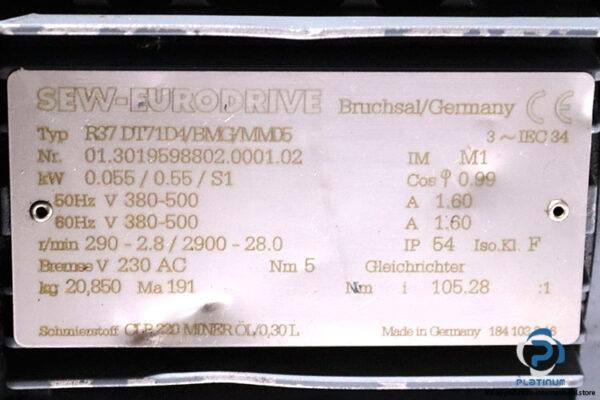 SEW-EURODRIVE Bruchsal/Germany CE
Typ R37 DT71D4/BMG/MM05 3 ~ IEC 34
Nr. 01.3019598802.0001.02 IM M1
kW 0.055 / 0.55 / S1 Cos φ 0.99
50Hz V 380-500 A 1.60
60Hz V 380-500 A 1.60
r/min 290 - 2.8 / 2900 - 28.0 IP 54 Iso.Kl. F
Bremse V 230 AC Nm 5 Gleichrichter
kg 20,850 Ma 191 Nm i 105.28 :1
Schmierstoff CLP 220 MINER.ÖL/0,30 L Made in Germany 184 103
PLATINUM